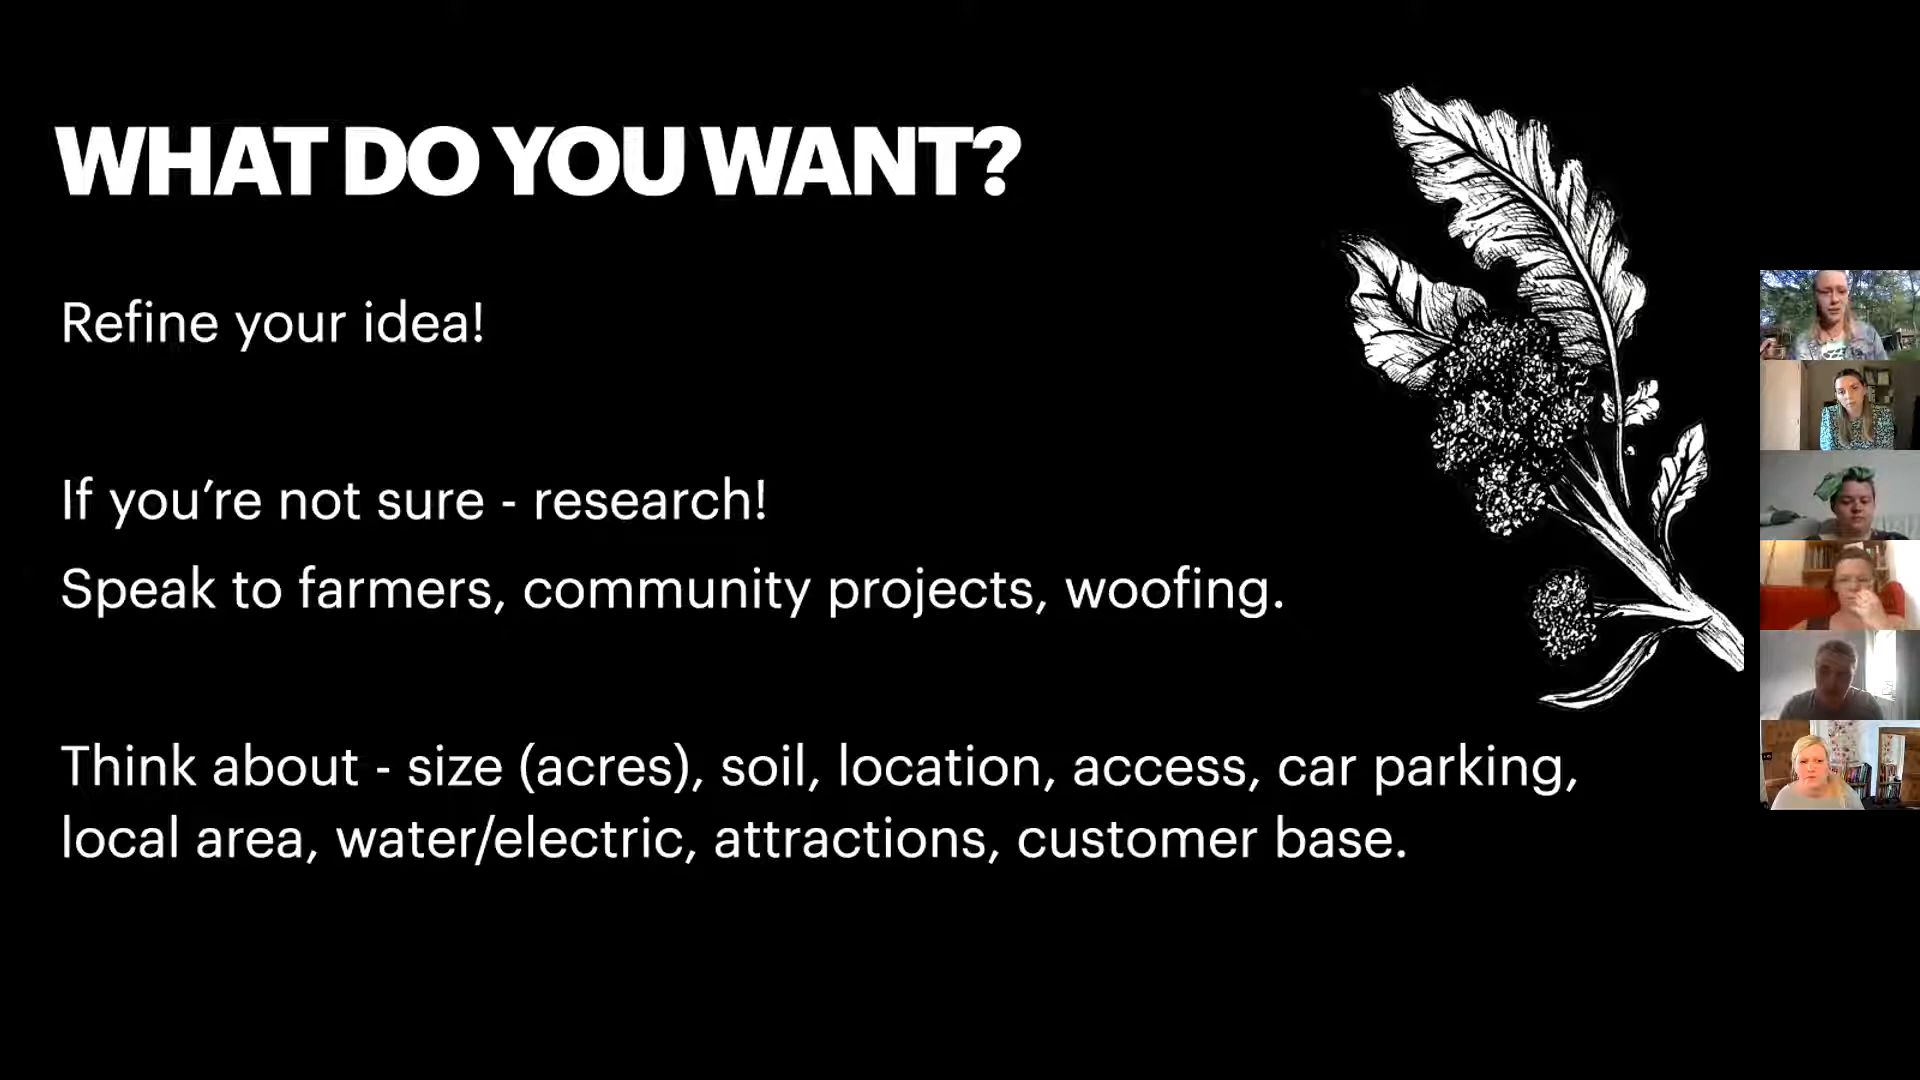 WHAT DO YOU WANT?
Refine your idea!
If you’re not sure - research!
Speak to farmers, community projects, woofing.
Think about - size (acres), soil, location, access, car parking,
local area, water/electric, attractions, customer base.